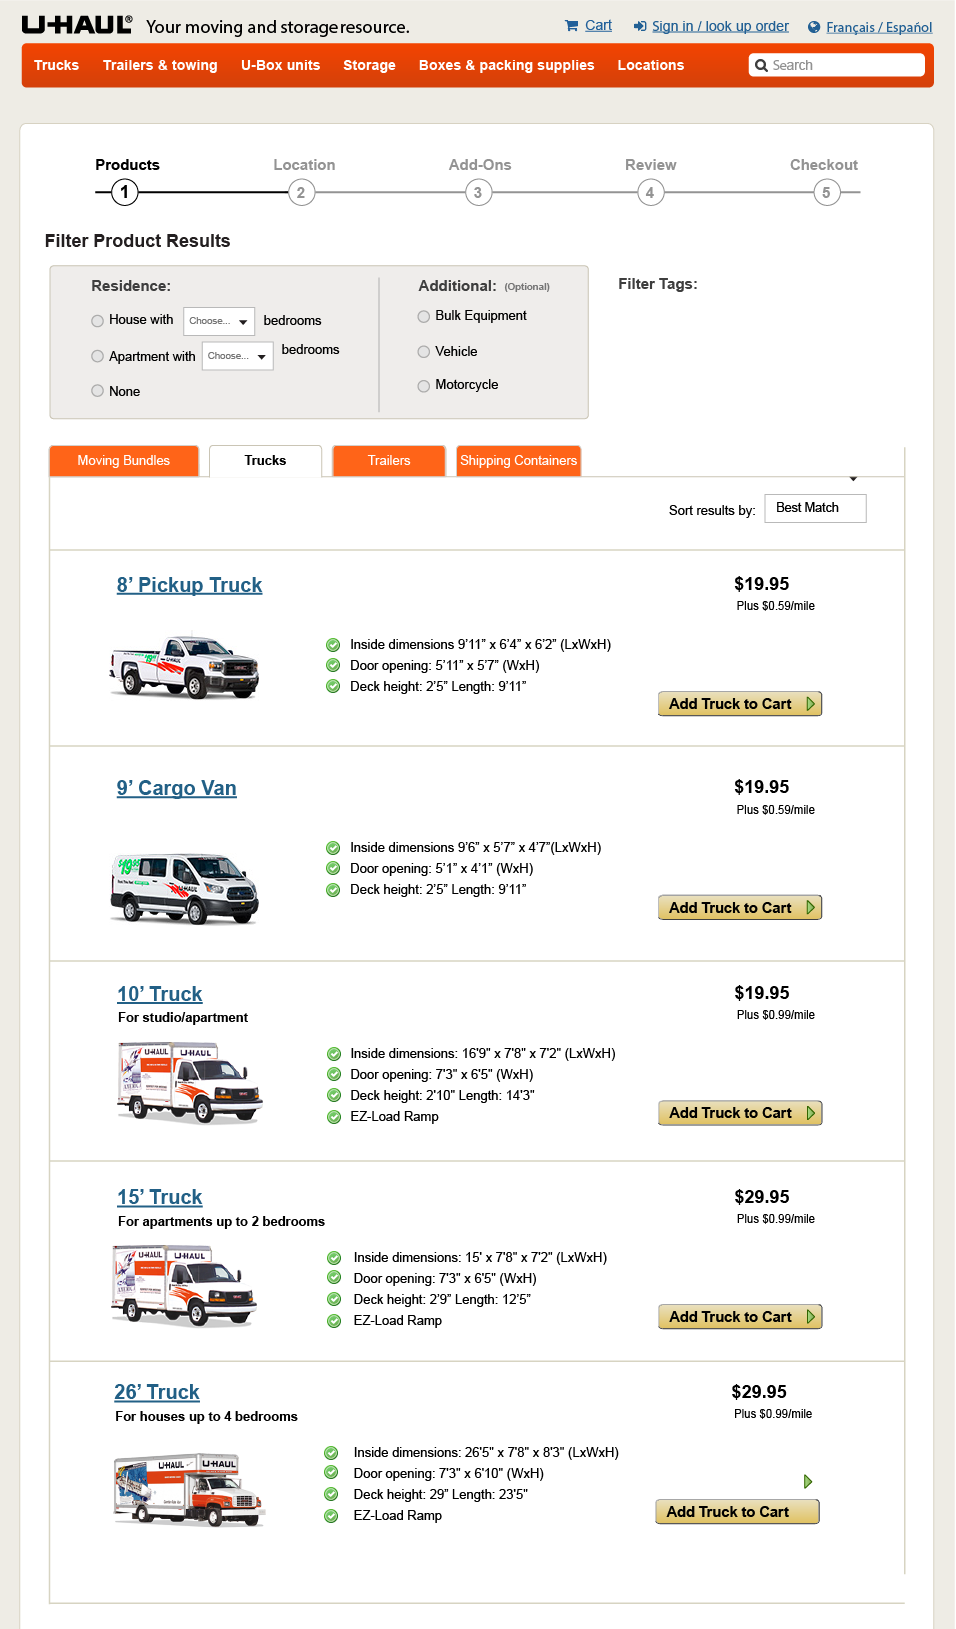 U-HAUL® Your moving and storage resource.
Cart Sign in / look up order Français / Español
Trucks Trailers & towing U-Box units Storage Boxes & packing supplies Locations Search
Products Location Add-Ons Review Checkout
1 2 3 4 5
Filter Product Results
Residence: Additional: (Optional) Filter Tags:
House with Choose... bedrooms Bulk Equipment
Apartment with Choose... bedrooms Vehicle
None Motorcycle
Moving Bundles Trucks Trailers Shipping Containers
Sort results by: Best Match
8’ Pickup Truck $19.95
Plus $0.59/mile
Inside dimensions 9’11” x 6’4” x 6’2” (LxWxH)
Door opening: 5’11” x 5’7” (WxH)
Deck height: 2’5” Length: 9’11”
Add Truck to Cart
9’ Cargo Van $19.95
Plus $0.59/mile
Inside dimensions 9’6” x 5’7” x 4’7”(LxWxH)
Door opening: 5’1” x 4’1” (WxH)
Deck height: 2’5” Length: 9’11”
Add Truck to Cart
10’ Truck $19.95
For studio/apartment Plus $0.99/mile
U-HAUL U-HAUL
Inside dimensions: 16'9" x 7'8" x 7'2" (LxWxH)
Door opening: 7'3" x 6'5" (WxH)
Deck height: 2'10" Length: 14'3"
EZ-Load Ramp
Add Truck to Cart
15’ Truck $29.95
For apartments up to 2 bedrooms Plus $0.99/mile
U-HAUL U-HAUL
Inside dimensions: 15' x 7'8" x 7'2" (LxWxH)
Door opening: 7'3" x 6'5" (WxH)
Deck height: 2’9” Length: 12’5”
EZ-Load Ramp
Add Truck to Cart
26’ Truck $29.95
For houses up to 4 bedrooms Plus $0.99/mile
U-HAUL U-HAUL
Inside dimensions: 26'5" x 7'8" x 8'3" (LxWxH)
Door opening: 7'3" x 6'10" (WxH)
Deck height: 29” Length: 23'5"
EZ-Load Ramp
Add Truck to Cart